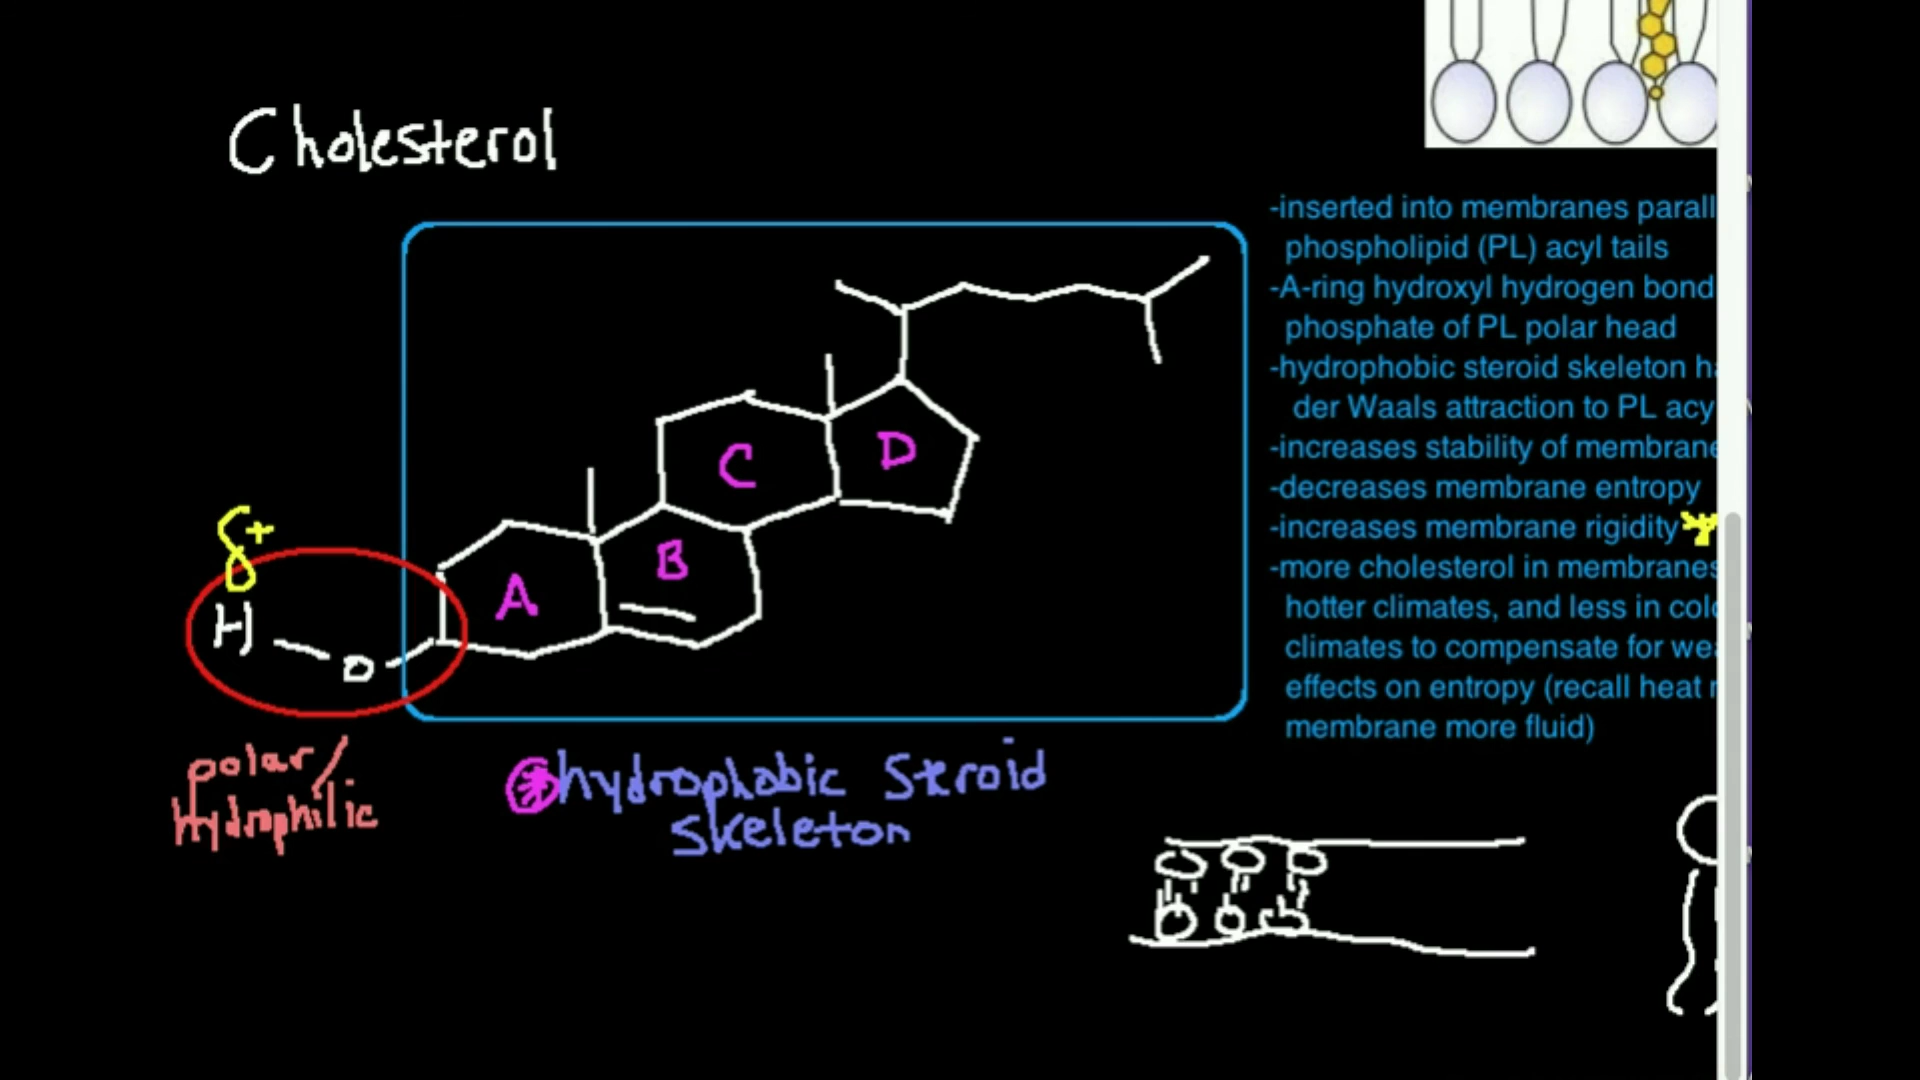 Cholesterol
-inserted into membranes parall
phospholipid (PL) acyl tails
-A-ring hydroxyl hydrogen bond
phosphate of PL polar head
-hydrophobic steroid skeleton h
der Waals attraction to PL acy
-increases stability of membrane
-decreases membrane entropy
-increases membrane rigidity
-more cholesterol in membranes
hotter climates, and less in col
climates to compensate for we
effects on entropy (recall heat
membrane more fluid)
C
D
B
A
δ+
H
O
polar/
Hydrophilic
hydrophobic Steroid
Skeleton